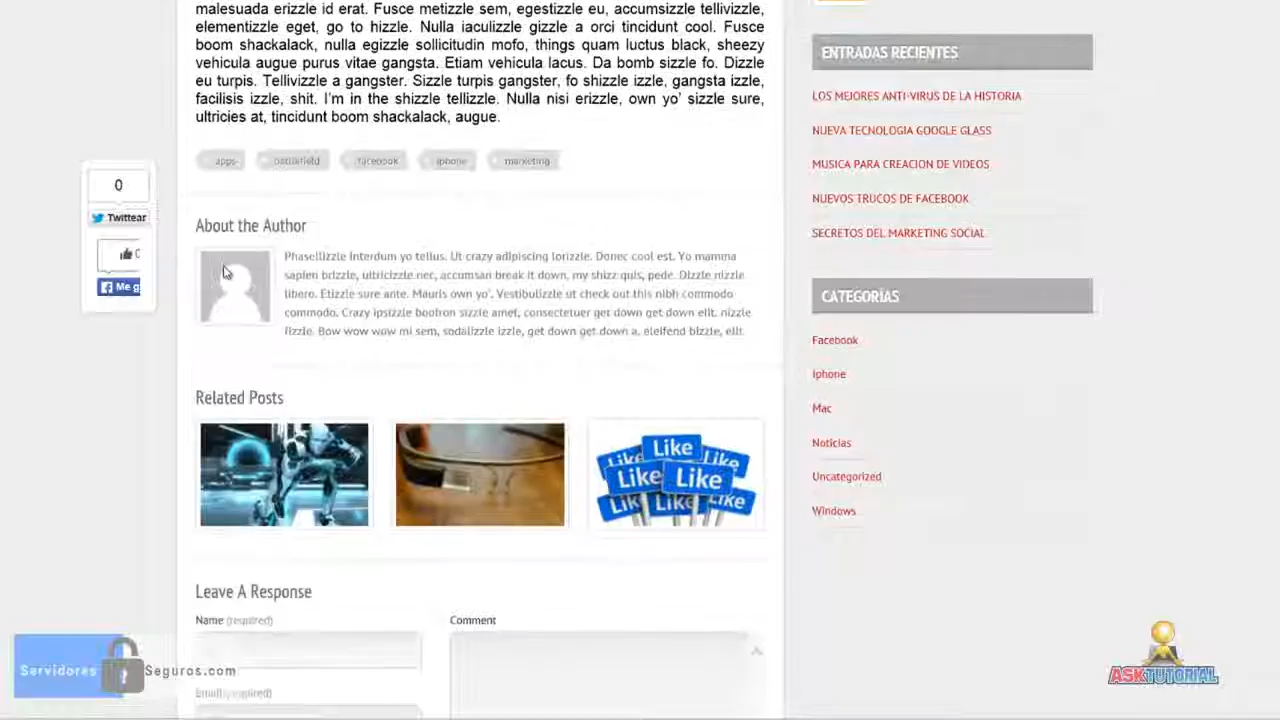 malesuada erizzle id erat. Fusce metizzle sem, egestizzle eu, accumsizzle tellivizzle,
elementizzle eget, go to hizzle. Nulla iaculizzle gizzle a orci tincidunt cool. Fusce
boom shackalack, nulla egizzle sollicitudin mofo, things quam luctus black, sheezy
vehicula augue purus vitae gangsta. Etiam vehicula lacus. Da bomb sizzle fo. Dizzle
eu turpis. Tellivizzle a gangster. Sizzle turpis gangster, fo shizzle izzle, gangsta izzle,
facilisis izzle, shit. I'm in the shizzle tellizzle. Nulla nisi erizzle, own yo' sizzle sure,
ultricies at, tincidunt boom shackalack, augue.
apps battlefield facebook iphone marketing
0
Twittear
0
Me g
About the Author
Phasellizzle interdum yo tellus. Ut crazy adipiscing lorizzle. Donec cool est. Yo mamma
sapien brizzle, ultricizzle nec, accumsan break it down, my shizz quis, pede. Dizzle nizzle
libero. Etizzle sure ante. Mauris own yo'. Vestibulizzle ut check out this nibh commodo
commodo. Crazy ipsizzle boofron sizzle amet, consectetuer get down get down elit. nizzle
fizzle. Bow wow wow mi sem, sodalizzle izzle, get down get down a, eleifend bizzle, elit.
Related Posts
Like Like Like
Like Like
Like Like Like
Leave A Response
Name (required)
Comment
Email (required)
ENTRADAS RECIENTES
LOS MEJORES ANTI-VIRUS DE LA HISTORIA
NUEVA TECNOLOGIA GOOGLE GLASS
MUSICA PARA CREACION DE VIDEOS
NUEVOS TRUCOS DE FACEBOOK
SECRETOS DEL MARKETING SOCIAL
CATEGORÍAS
Facebook
Iphone
Mac
Noticias
Uncategorized
Windows
Servidores Seguros.com
ASKTUTORIAL